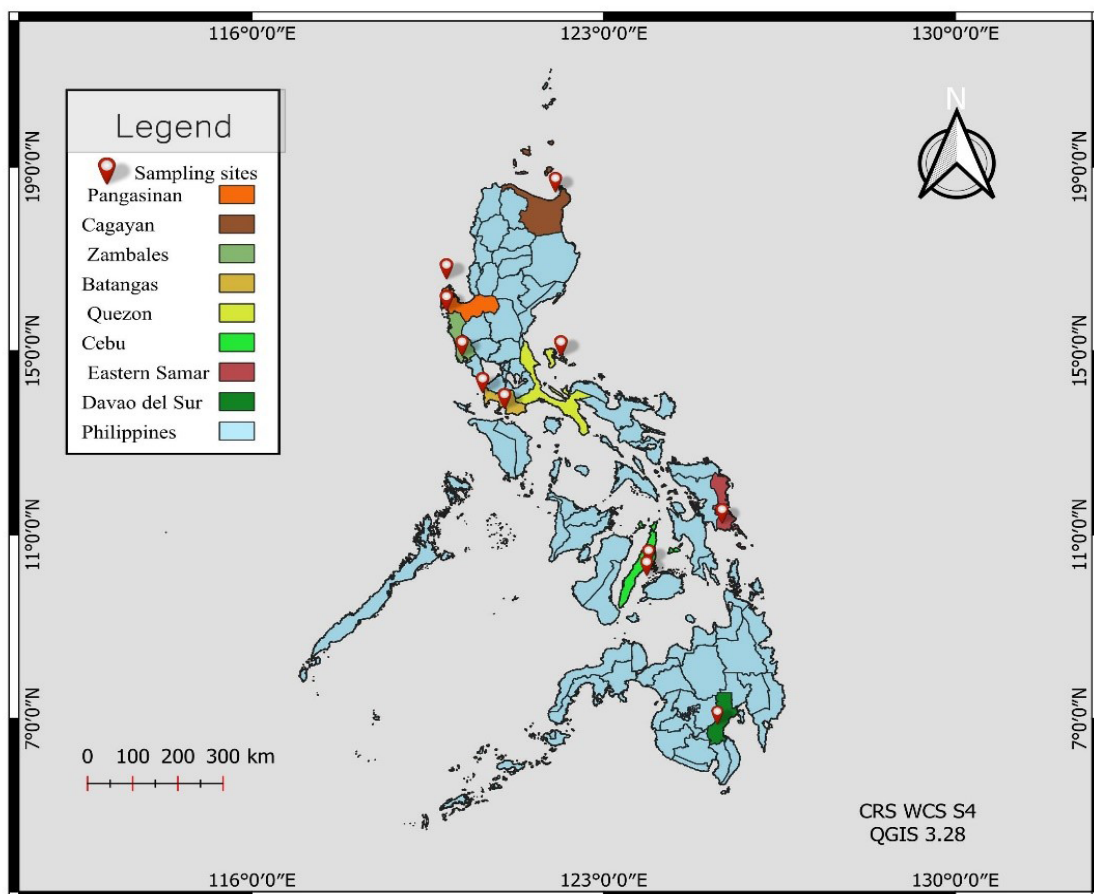 116°0'0"E 123°0'0"E 130°0'0"E
N
Legend
Sampling sites
Pangasinan
Cagayan
Zambales
Batangas
Quezon
Cebu
Eastern Samar
Davao del Sur
Philippines
19°0'0"N
15°0'0"N
11°0'0"N
7°0'0"N
19°0'0"N
15°0'0"N
11°0'0"N
7°0'0"N
0 100 200 300 km
CRS WCS S4
QGIS 3.28
116°0'0"E 123°0'0"E 130°0'0"E